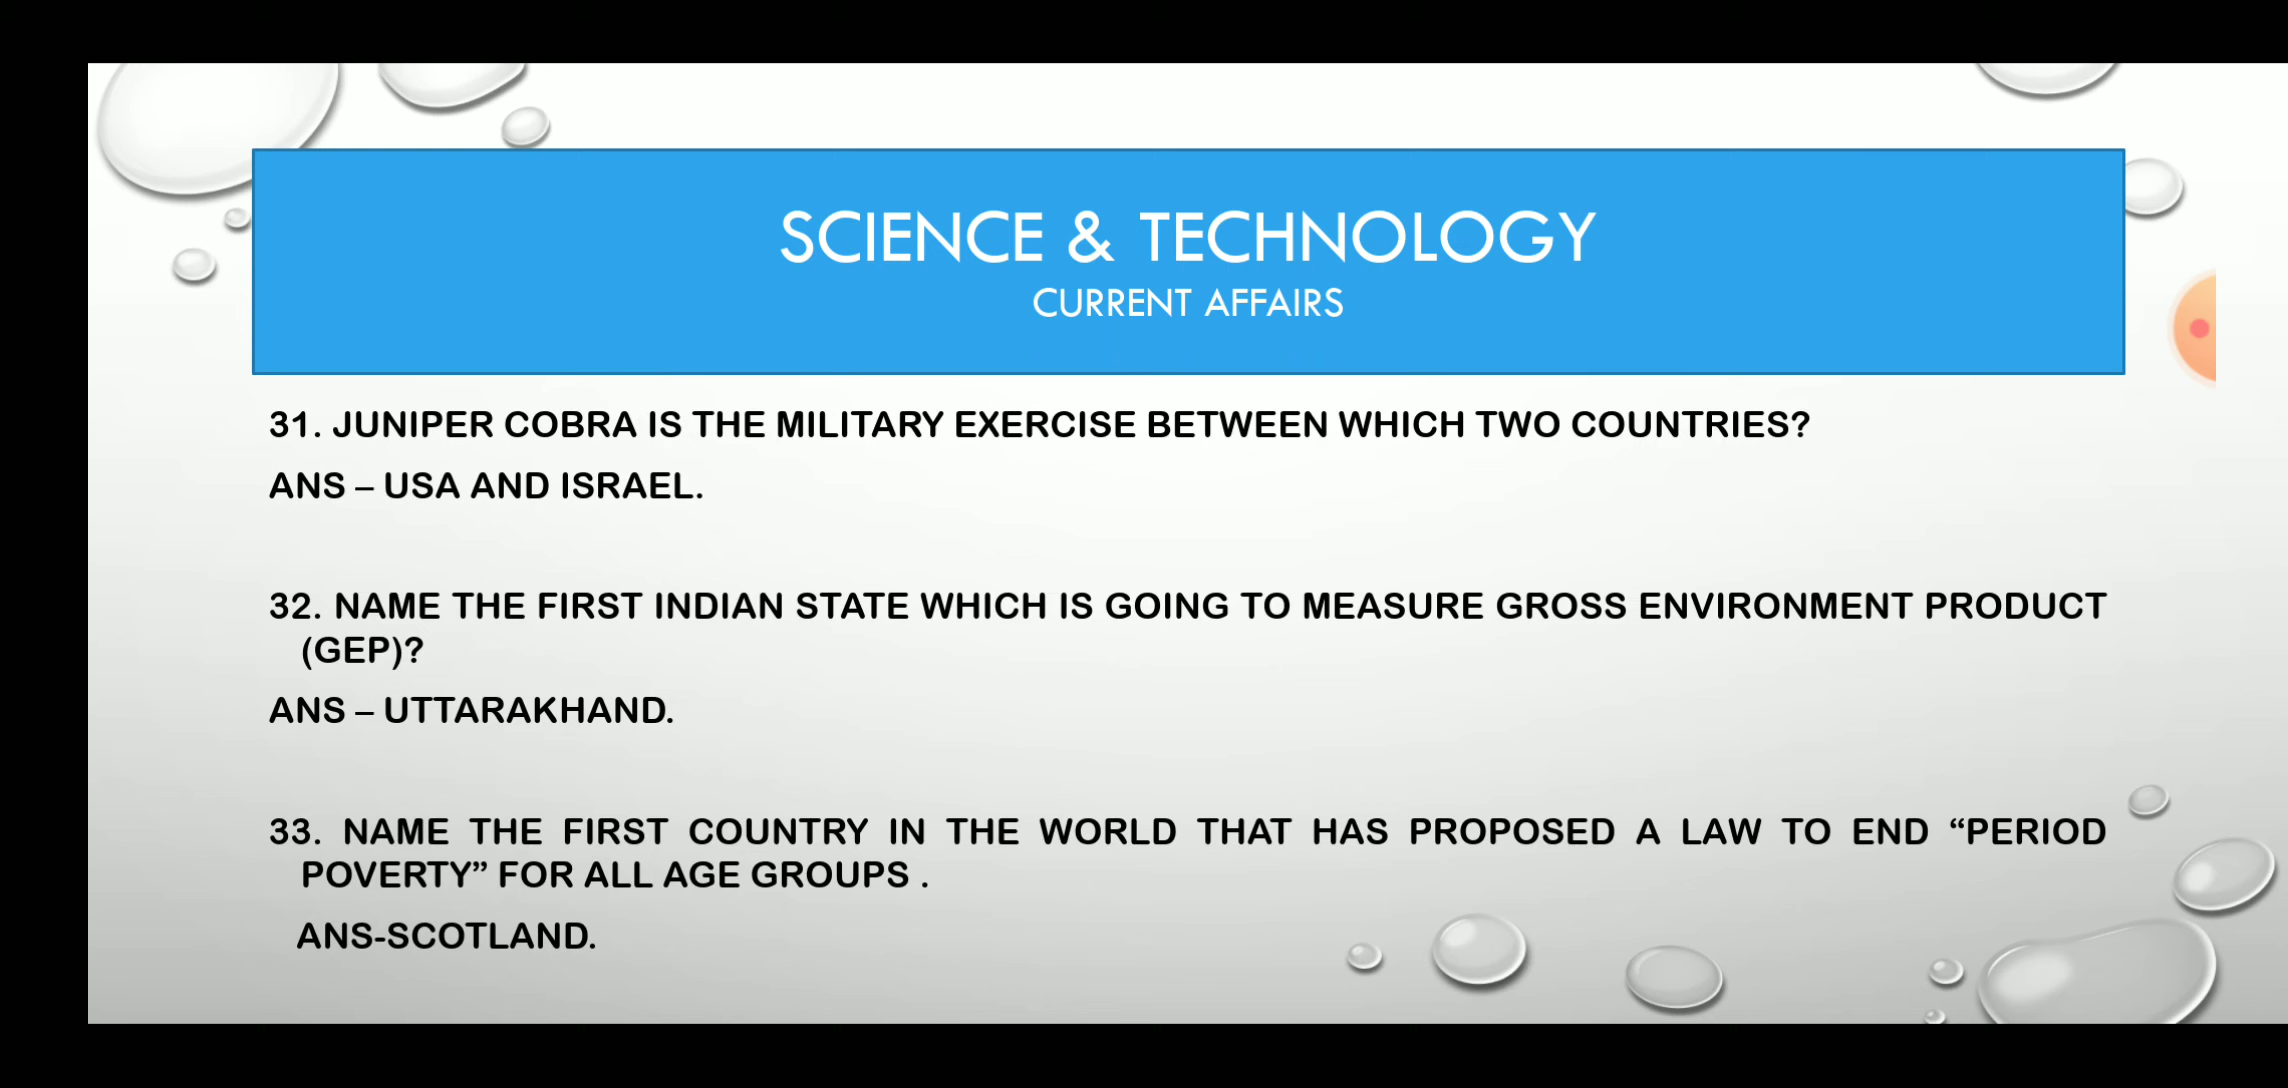 SCIENCE & TECHNOLOGY
CURRENT AFFAIRS
31. JUNIPER COBRA IS THE MILITARY EXERCISE BETWEEN WHICH TWO COUNTRIES?
ANS – USA AND ISRAEL.
32. NAME THE FIRST INDIAN STATE WHICH IS GOING TO MEASURE GROSS ENVIRONMENT PRODUCT
(GEP)?
ANS – UTTARAKHAND.
33. NAME THE FIRST COUNTRY IN THE WORLD THAT HAS PROPOSED A LAW TO END “PERIOD
POVERTY” FOR ALL AGE GROUPS .
ANS-SCOTLAND.